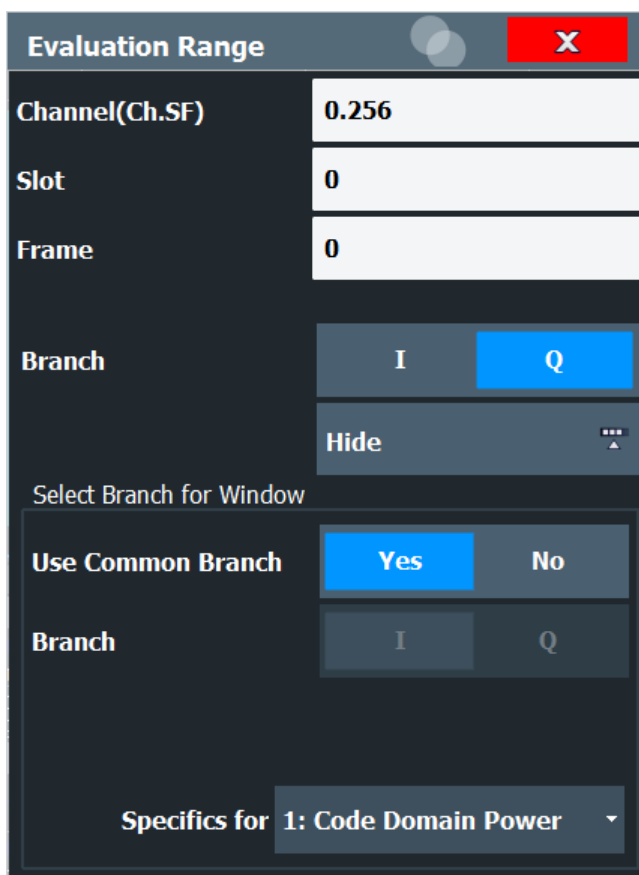 Evaluation Range X
Channel(Ch.SF) 0.256
Slot 0
Frame 0
Branch I Q
Hide
Select Branch for Window
Use Common Branch Yes No
Branch I Q
Specifics for 1: Code Domain Power